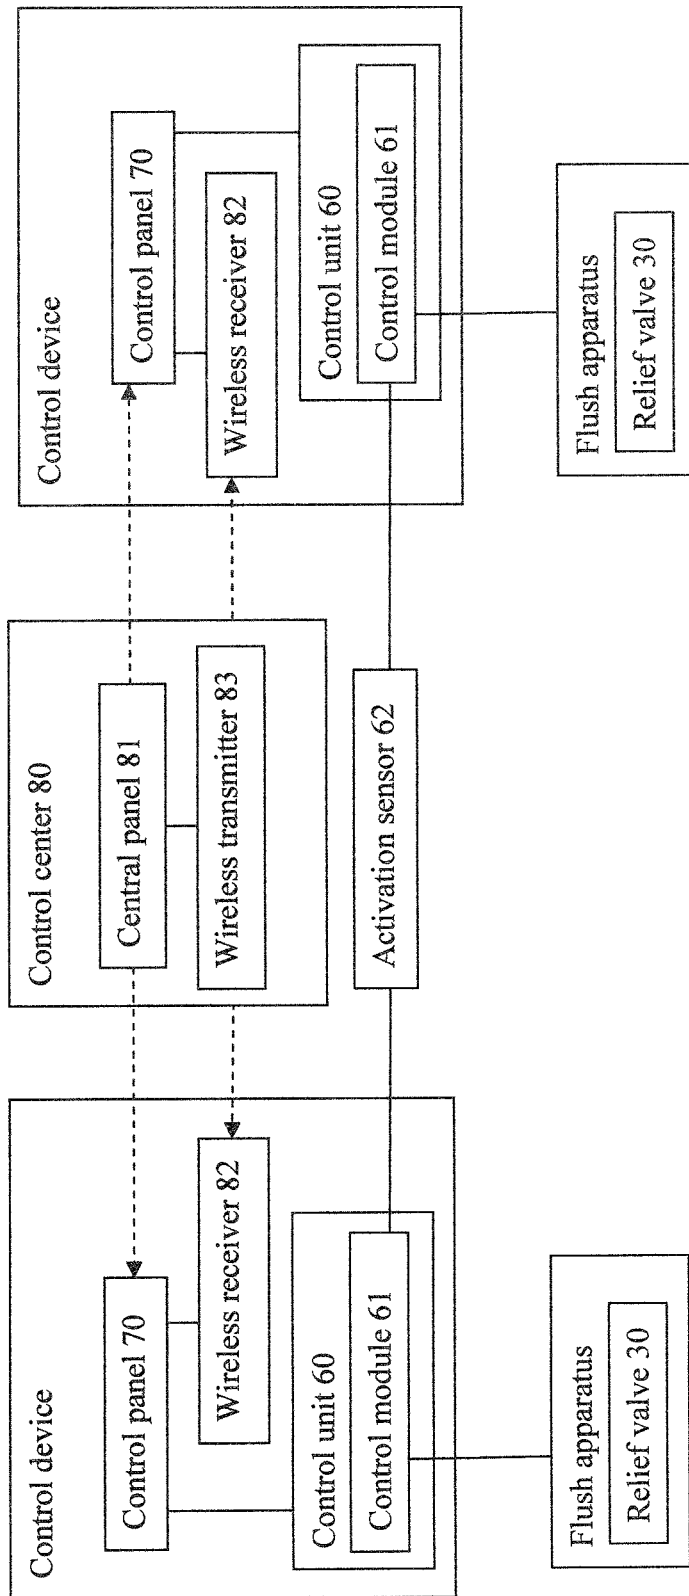 Control device
Control panel 70
Wireless receiver 82
Control unit 60
Control module 61
Flush apparatus
Relief valve 30
Control center 80
Central panel 81
Wireless transmitter 83
Activation sensor 62
Control device
Control panel 70
Wireless receiver 82
Control unit 60
Control module 61
Flush apparatus
Relief valve 30